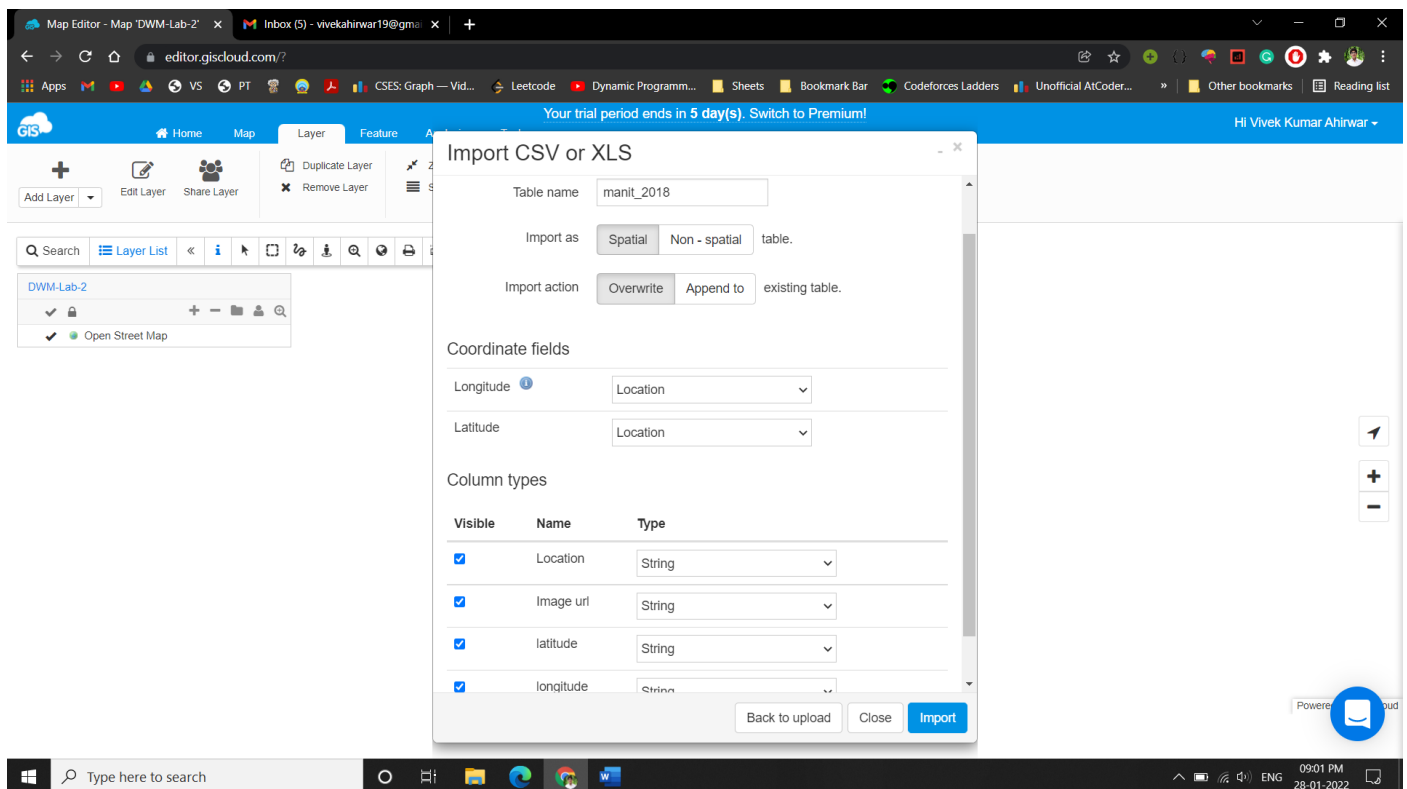 Map Editor - Map 'DWM-Lab-2'
Inbox (5) - vivekahirwar19@gmai
editor.giscloud.com/?
Apps VS PT CSES: Graph — Vid... Leetcode Dynamic Programm... Sheets Bookmark Bar Codeforces Ladders Unofficial AtCoder... » Other bookmarks Reading list
Your trial period ends in 5 day(s). Switch to Premium!
GIS Home Map Layer Feature Hi Vivek Kumar Ahirwar
Import CSV or XLS
Add Layer Edit Layer Share Layer Duplicate Layer
Remove Layer
Table name manit_2018
Import as Spatial Non - spatial table.
Search Layer List
DWM-Lab-2
Open Street Map
Import action Overwrite Append to existing table.
Coordinate fields
Longitude Location
Latitude Location
Column types
Visible Name Type
Location String
Image url String
latitude String
longitude String
Back to upload Close Import
Type here to search
ENG
09:01 PM
28-01-2022